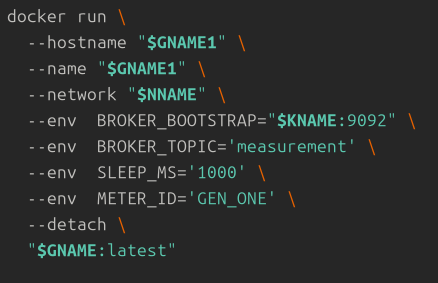 docker run \
--hostname "$GNAME1" \
--name "$GNAME1" \
--network "$NNAME" \
--env  BROKER_BOOTSTRAP="$KNAME:9092" \
--env  BROKER_TOPIC='measurement' \
--env  SLEEP_MS='1000' \
--env  METER_ID='GEN_ONE' \
--detach \
"$GNAME:latest"